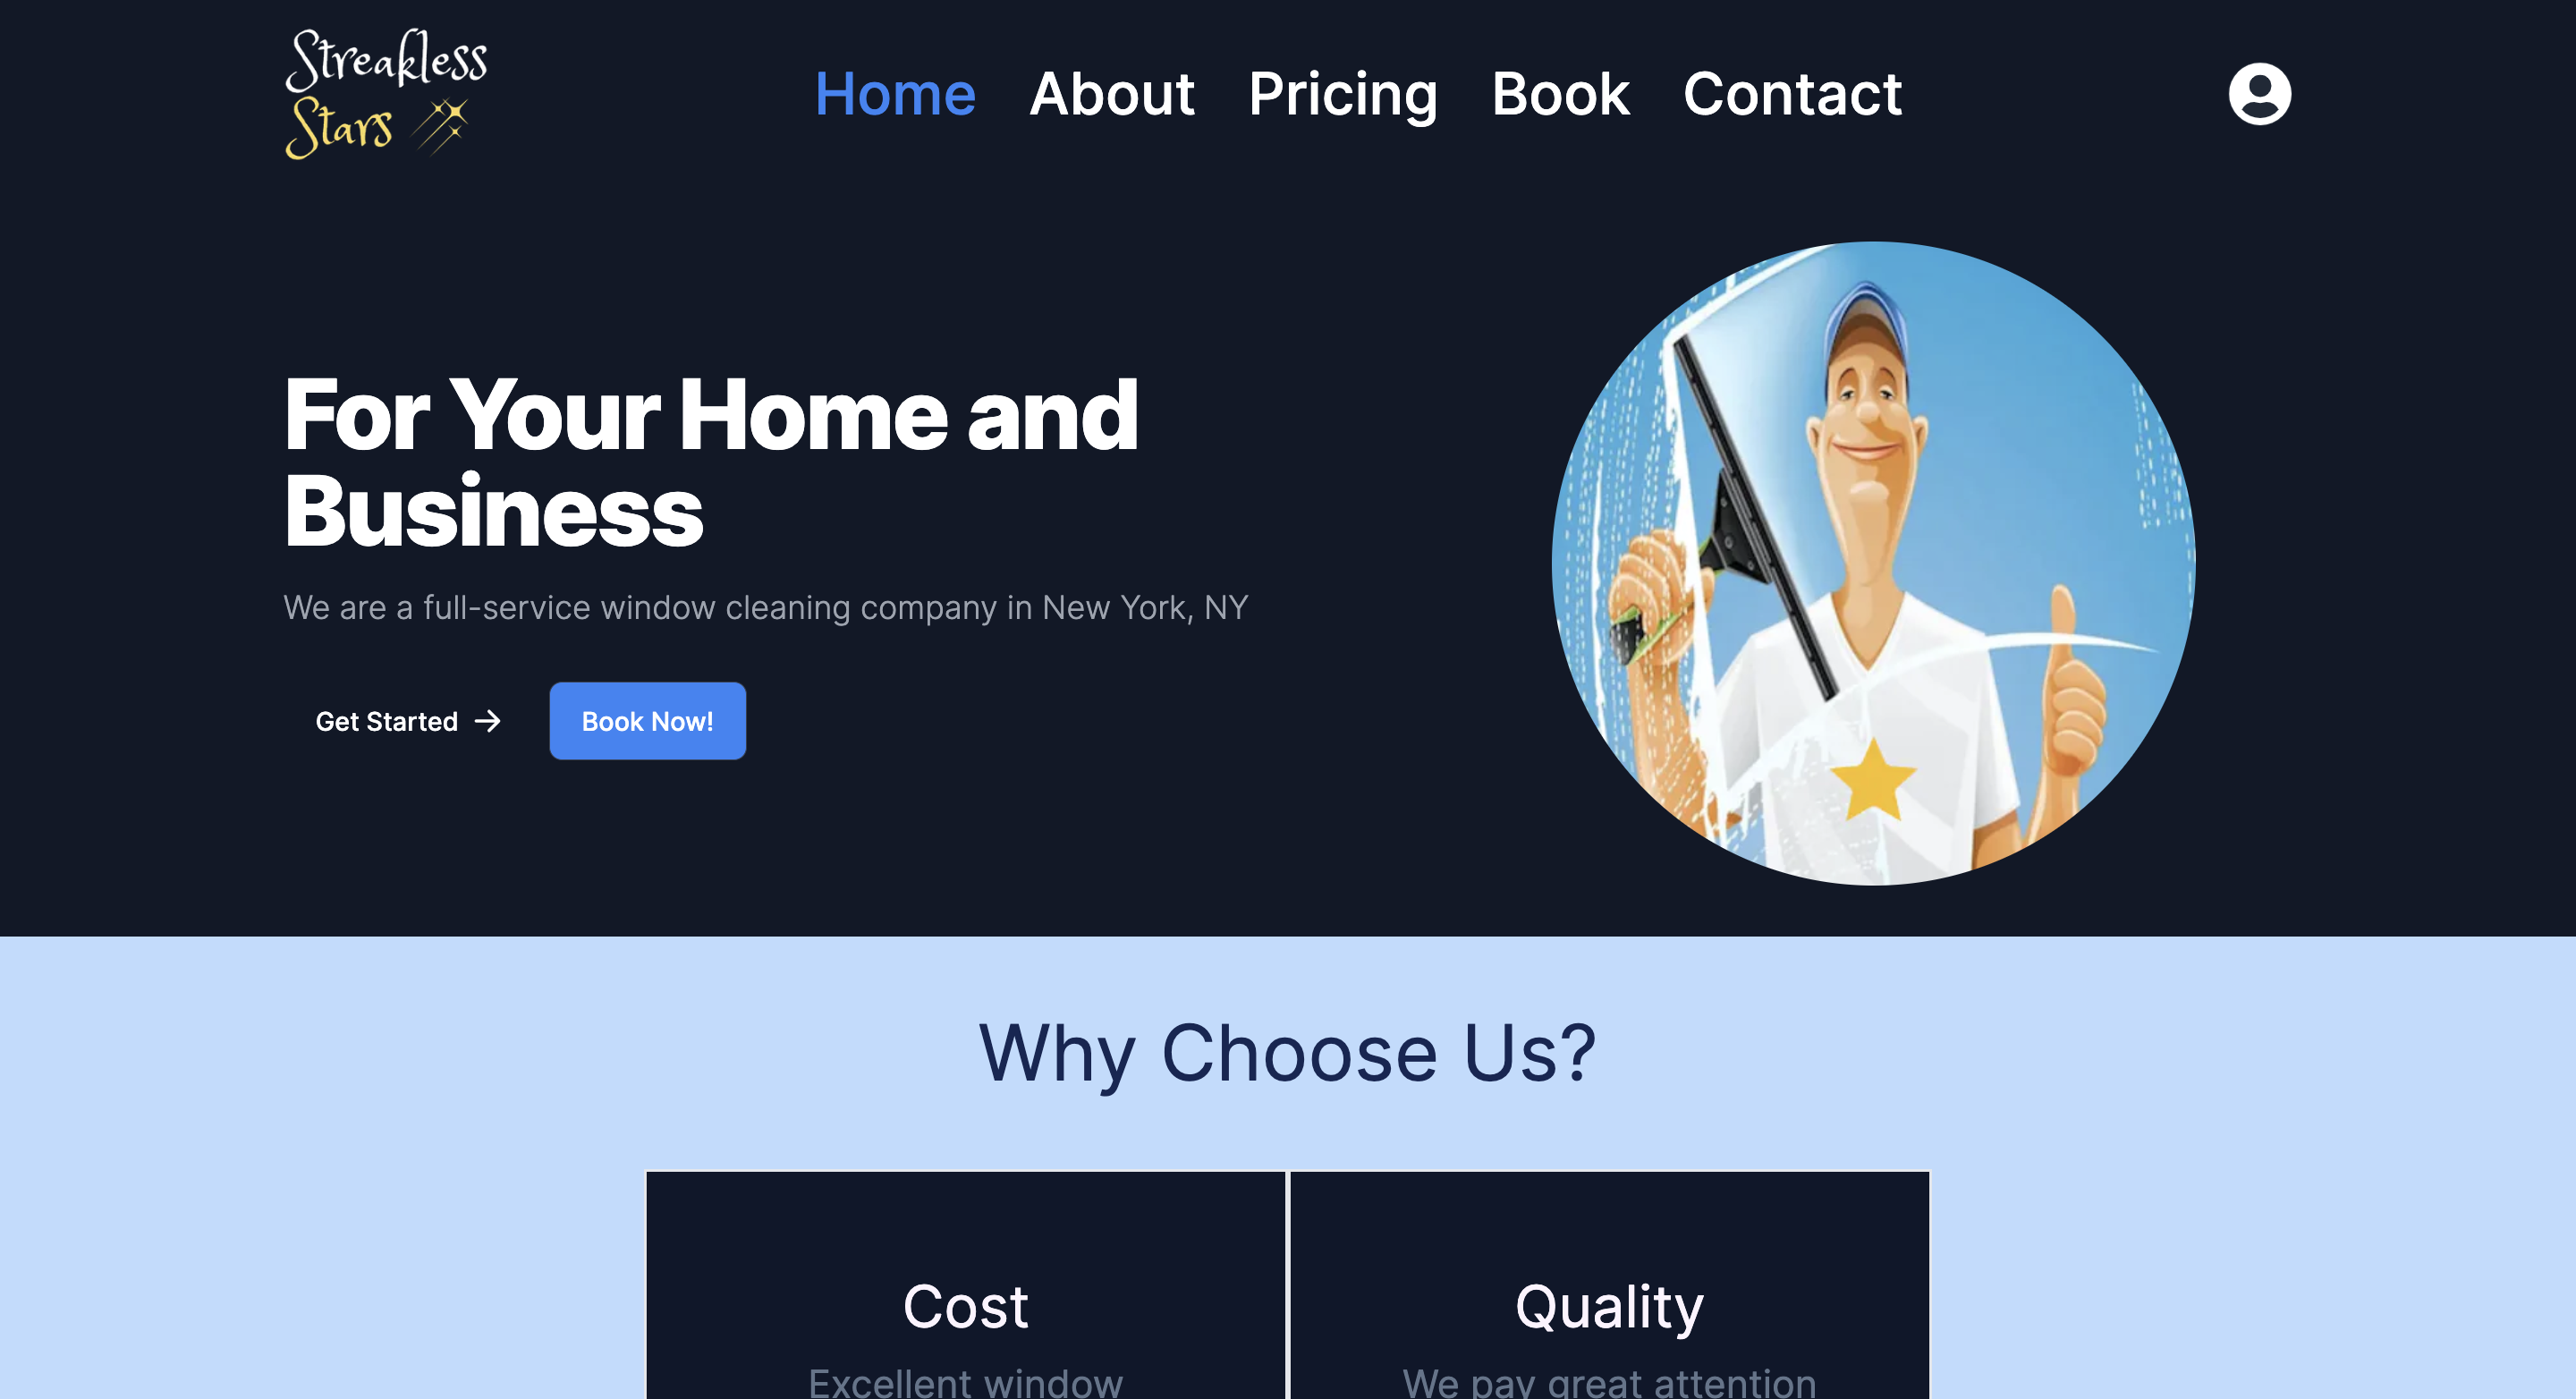 Streakless
Stars
Home About Pricing Book Contact
For Your Home and
Business
We are a full-service window cleaning company in New York, NY
Get Started → Book Now!
Why Choose Us?
Cost
Excellent window
Quality
We pay great attention